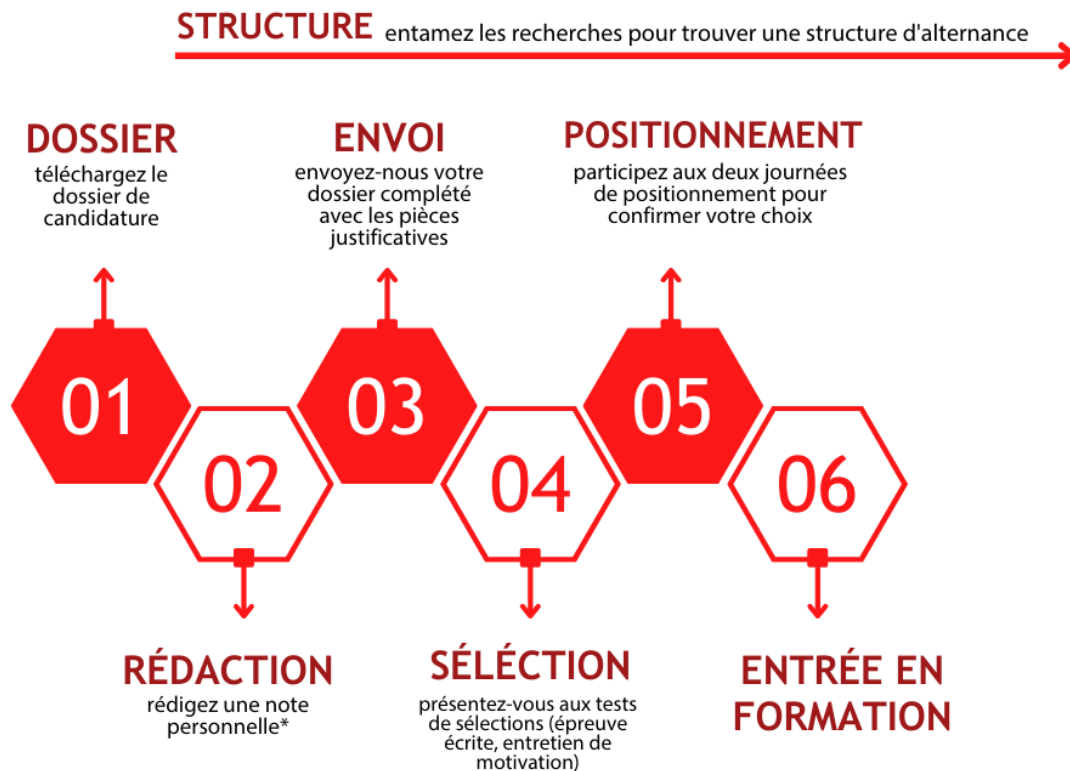 STRUCTURE entamez les recherches pour trouver une structure d'alternance
DOSSIER
téléchargez le
dossier de
candidature
ENVOI
envoyez-nous votre
dossier complété
avec les pièces
justificatives
POSITIONNEMENT
participez aux deux journées
de positionnement pour
confirmer votre choix
01
02
03
04
05
06
RÉDACTION
rédigez une note
personnelle*
SÉLÉCTION
présentez-vous aux tests
de sélections (épreuve
écrite, entretien de
motivation)
ENTRÉE EN
FORMATION